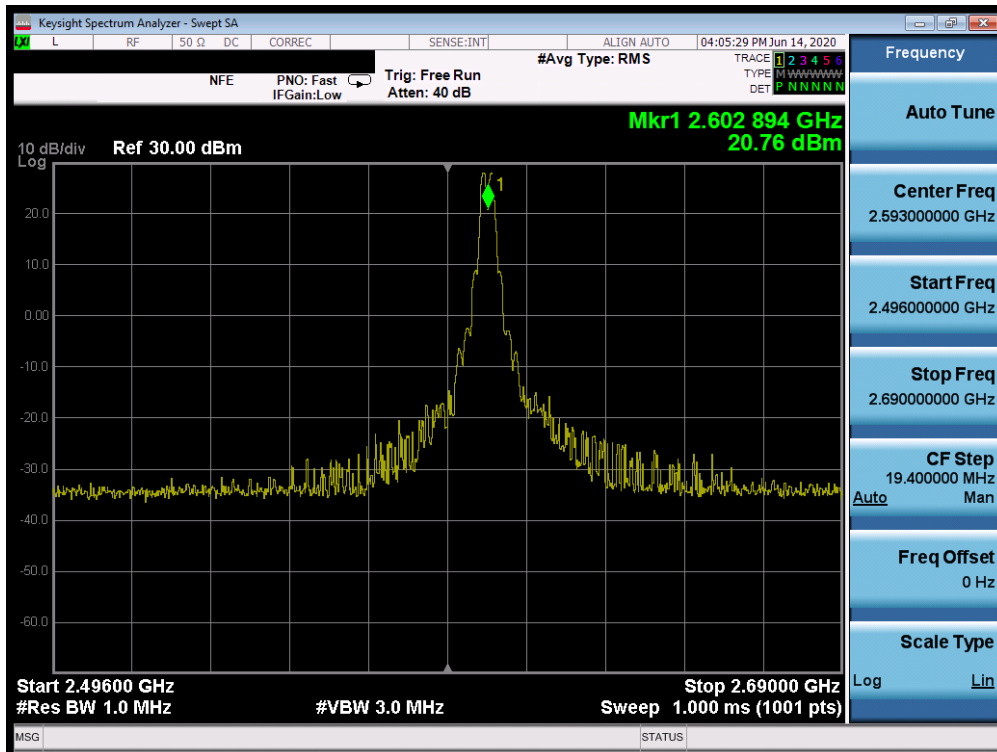 Keysight Spectrum Analyzer - Swept SA
LXI L RF 50 Ω DC CORREC SENSE:INT ALIGN AUTO 04:05:29 PM Jun 14, 2020
NFE PNO: Fast Trig: Free Run #Avg Type: RMS TRACE 1 2 3 4 5 6
IFGain:Low Atten: 40 dB TYPE M WWWWW
DET P N N N N N
Mkr1 2.602 894 GHz
20.76 dBm
10 dB/div Ref 30.00 dBm
Log
1
20.0
10.0
0.00
-10.0
-20.0
-30.0
-40.0
-50.0
-60.0
Start 2.49600 GHz Stop 2.69000 GHz
#Res BW 1.0 MHz #VBW 3.0 MHz Sweep 1.000 ms (1001 pts)
MSG STATUS
Frequency
Auto Tune
Center Freq
2.593000000 GHz
Start Freq
2.496000000 GHz
Stop Freq
2.690000000 GHz
CF Step
19.400000 MHz
Auto Man
Freq Offset
0 Hz
Scale Type
Log Lin